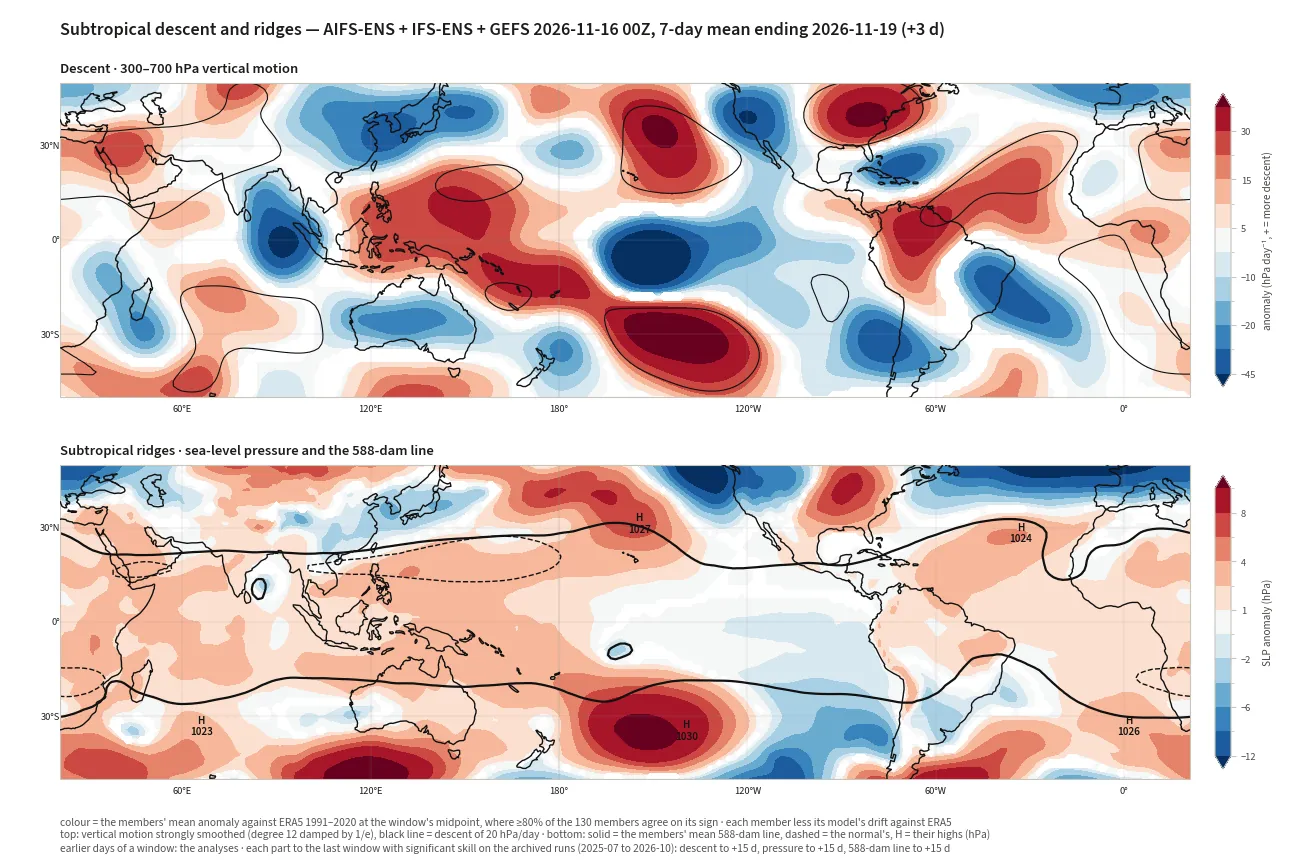 Subtropical descent and ridges — AIFS-ENS + IFS-ENS + GEFS 2026-11-16 00Z, 7-day mean ending 2026-11-19 (+3 d)
Descent · 300–700 hPa vertical motion
30°N
0°
30°S
60°E
120°E
180°
120°W
60°W
0°
30
15
5
−10
−20
−45
anomaly (hPa day⁻¹, + = more descent)
Subtropical ridges · sea-level pressure and the 588-dam line
30°N
0°
30°S
H
1027
H
1024
H
1023
H
1030
H
1026
60°E
120°E
180°
120°W
60°W
0°
8
4
1
−2
−6
−12
SLP anomaly (hPa)
colour = the members' mean anomaly against ERA5 1991–2020 at the window's midpoint, where ≥80% of the 130 members agree on its sign · each member less its model's drift against ERA5
top: vertical motion strongly smoothed (degree 12 damped by 1/e), black line = descent of 20 hPa/day · bottom: solid = the members' mean 588-dam line, dashed = the normal's, H = their highs (hPa)
earlier days of a window: the analyses · each part to the last window with significant skill on the archived runs (2025-07 to 2026-10): descent to +15 d, pressure to +15 d, 588-dam line to +15 d